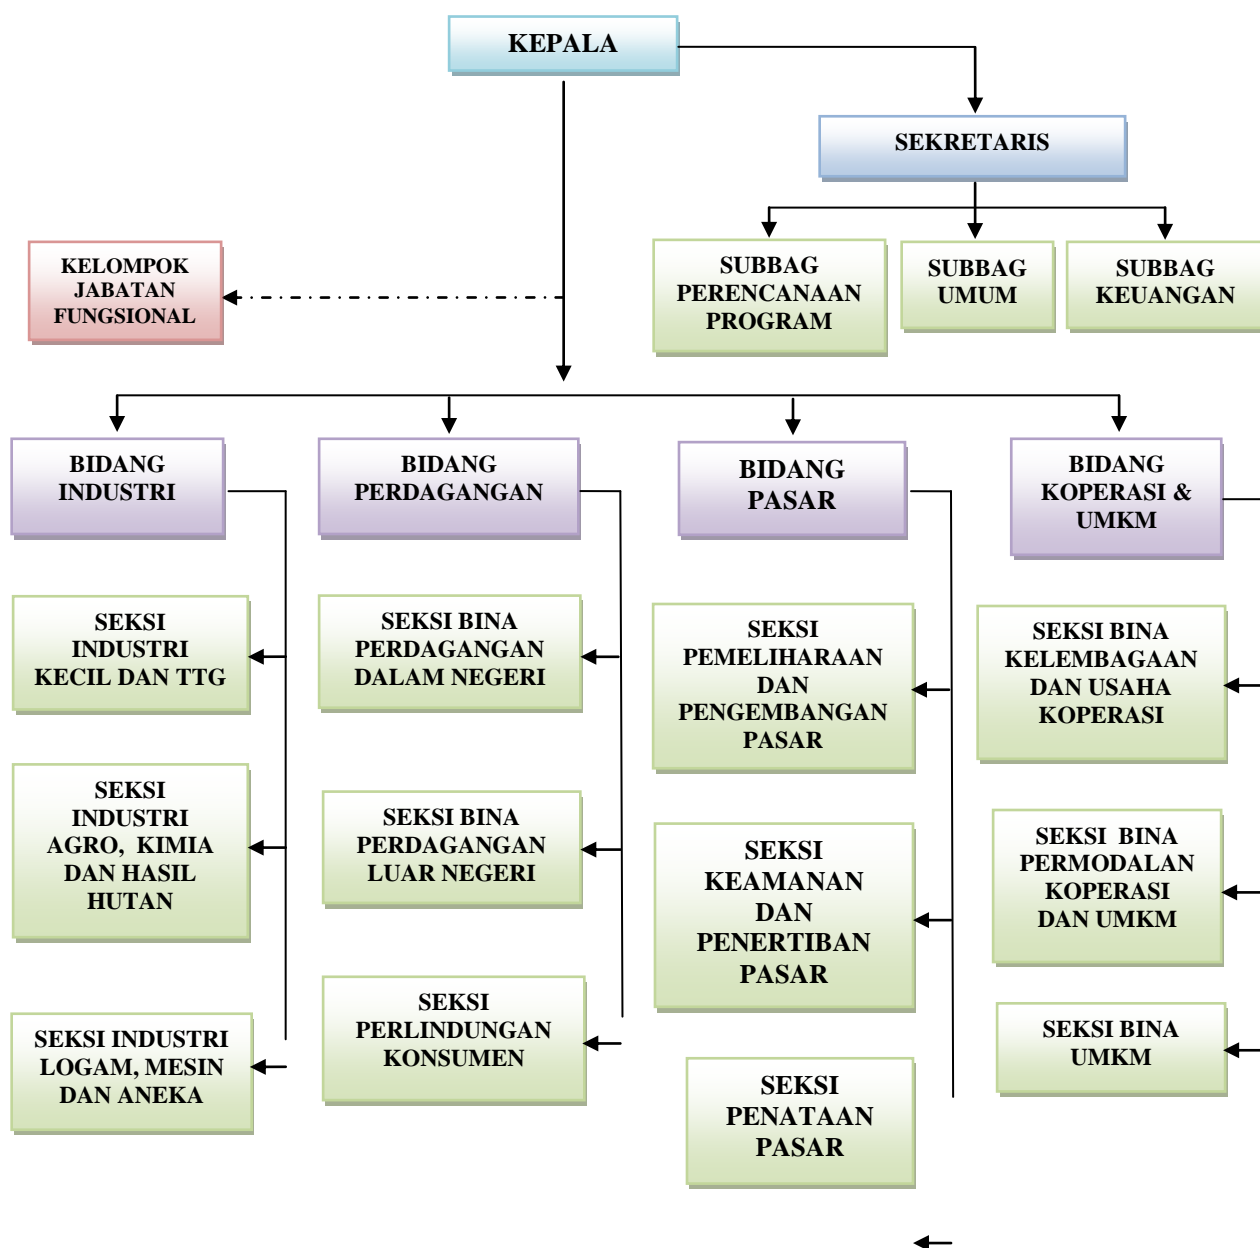 KEPALA
SEKRETARIS
SUBBAG
PERENCANAAN
PROGRAM
SUBBAG
UMUM
SUBBAG
KEUANGAN
KELOMPOK
JABATAN
FUNGSIONAL
BIDANG
INDUSTRI
BIDANG
PERDAGANGAN
BIDANG
PASAR
BIDANG
KOPERASI &
UMKM
SEKSI
INDUSTRI
KECIL DAN TTG
SEKSI
INDUSTRI
AGRO, KIMIA
DAN HASIL
HUTAN
SEKSI INDUSTRI
LOGAM, MESIN
DAN ANEKA
SEKSI BINA
PERDAGANGAN
DALAM NEGERI
SEKSI BINA
PERDAGANGAN
LUAR NEGERI
SEKSI
PERLINDUNGAN
KONSUMEN
SEKSI
PEMELIHARAAN
DAN
PENGEMBANGAN
PASAR
SEKSI
KEAMANAN
DAN
PENERTIBAN
PASAR
SEKSI
PENATAAN
PASAR
SEKSI BINA
KELEMBAGAAN
DAN USAHA
KOPERASI
SEKSI BINA
PERMODALAN
KOPERASI
DAN UMKM
SEKSI BINA
UMKM